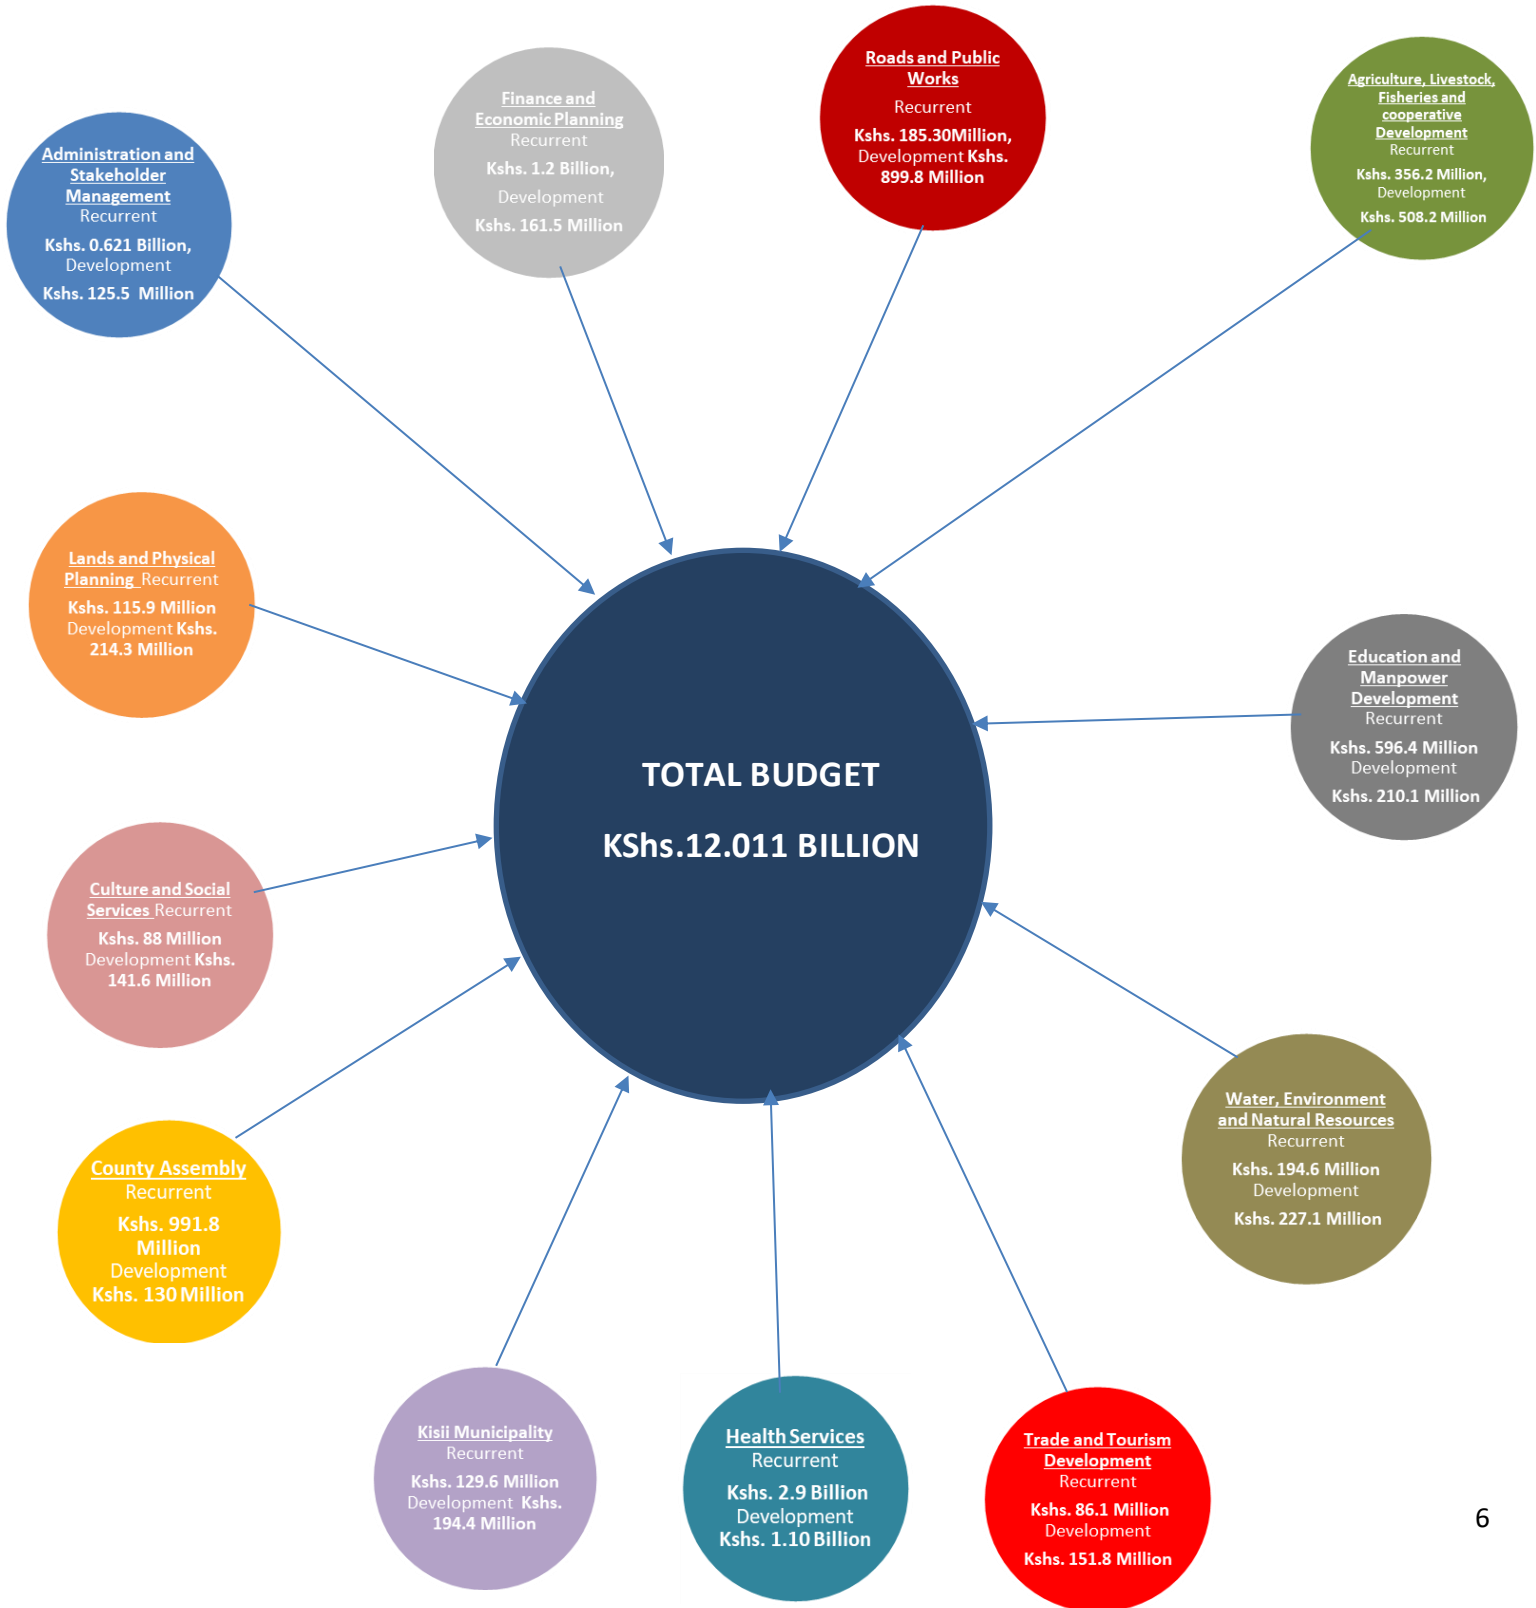 Roads and Public
Works
Recurrent
Kshs. 185.30Million,
Development Kshs.
899.8 Million
Agriculture, Livestock,
Fisheries and
cooperative
Development
Recurrent
Kshs. 356.2 Million,
Development
Kshs. 508.2 Million
Finance and
Economic Planning
Recurrent
Kshs. 1.2 Billion,
Development
Kshs. 161.5 Million
Administration and
Stakeholder
Management
Recurrent
Kshs. 0.621 Billion,
Development
Kshs. 125.5 Million
Lands and Physical
Planning Recurrent
Kshs. 115.9 Million
Development Kshs.
214.3 Million
Education and
Manpower
Development
Recurrent
Kshs. 596.4 Million
Development
Kshs. 210.1 Million
TOTAL BUDGET
KShs.12.011 BILLION
Culture and Social
Services Recurrent
Kshs. 88 Million
Development Kshs.
141.6 Million
Water, Environment
and Natural Resources
Recurrent
Kshs. 194.6 Million
Development
Kshs. 227.1 Million
County Assembly
Recurrent
Kshs. 991.8
Million
Development
Kshs. 130 Million
Kisii Municipality
Recurrent
Kshs. 129.6 Million
Development Kshs.
194.4 Million
Health Services
Recurrent
Kshs. 2.9 Billion
Development
Kshs. 1.10 Billion
Trade and Tourism
Development
Recurrent
Kshs. 86.1 Million
Development
Kshs. 151.8 Million
6